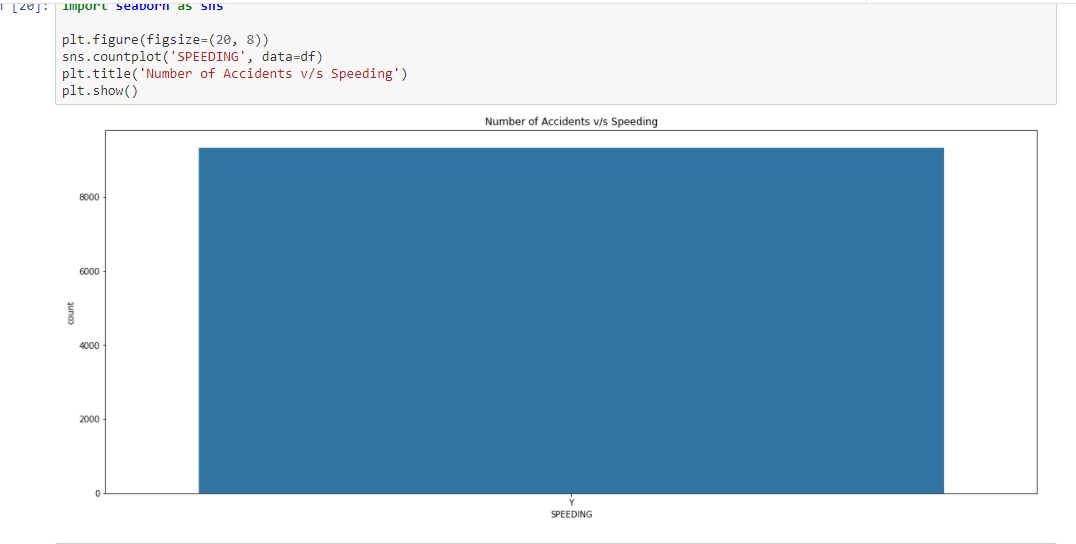 [20]: import seaborn as sns
plt.figure(figsize=(20, 8))
sns.countplot('SPEEDING', data=df)
plt.title('Number of Accidents v/s Speeding')
plt.show()
Number of Accidents v/s Speeding
8000
6000
4000
2000
0
count
Y
SPEEDING